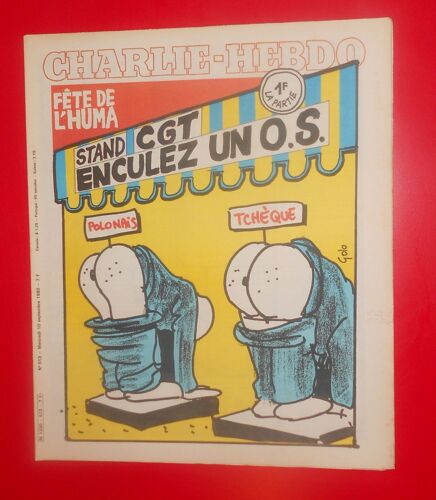 CHARLIE-HEBDO
FÊTE DE
L'HUMA
1F
LA PARTIE
STAND CGT
ENCULEZ UN O.S.
POLONAIS
TCHÈQUE
Golo